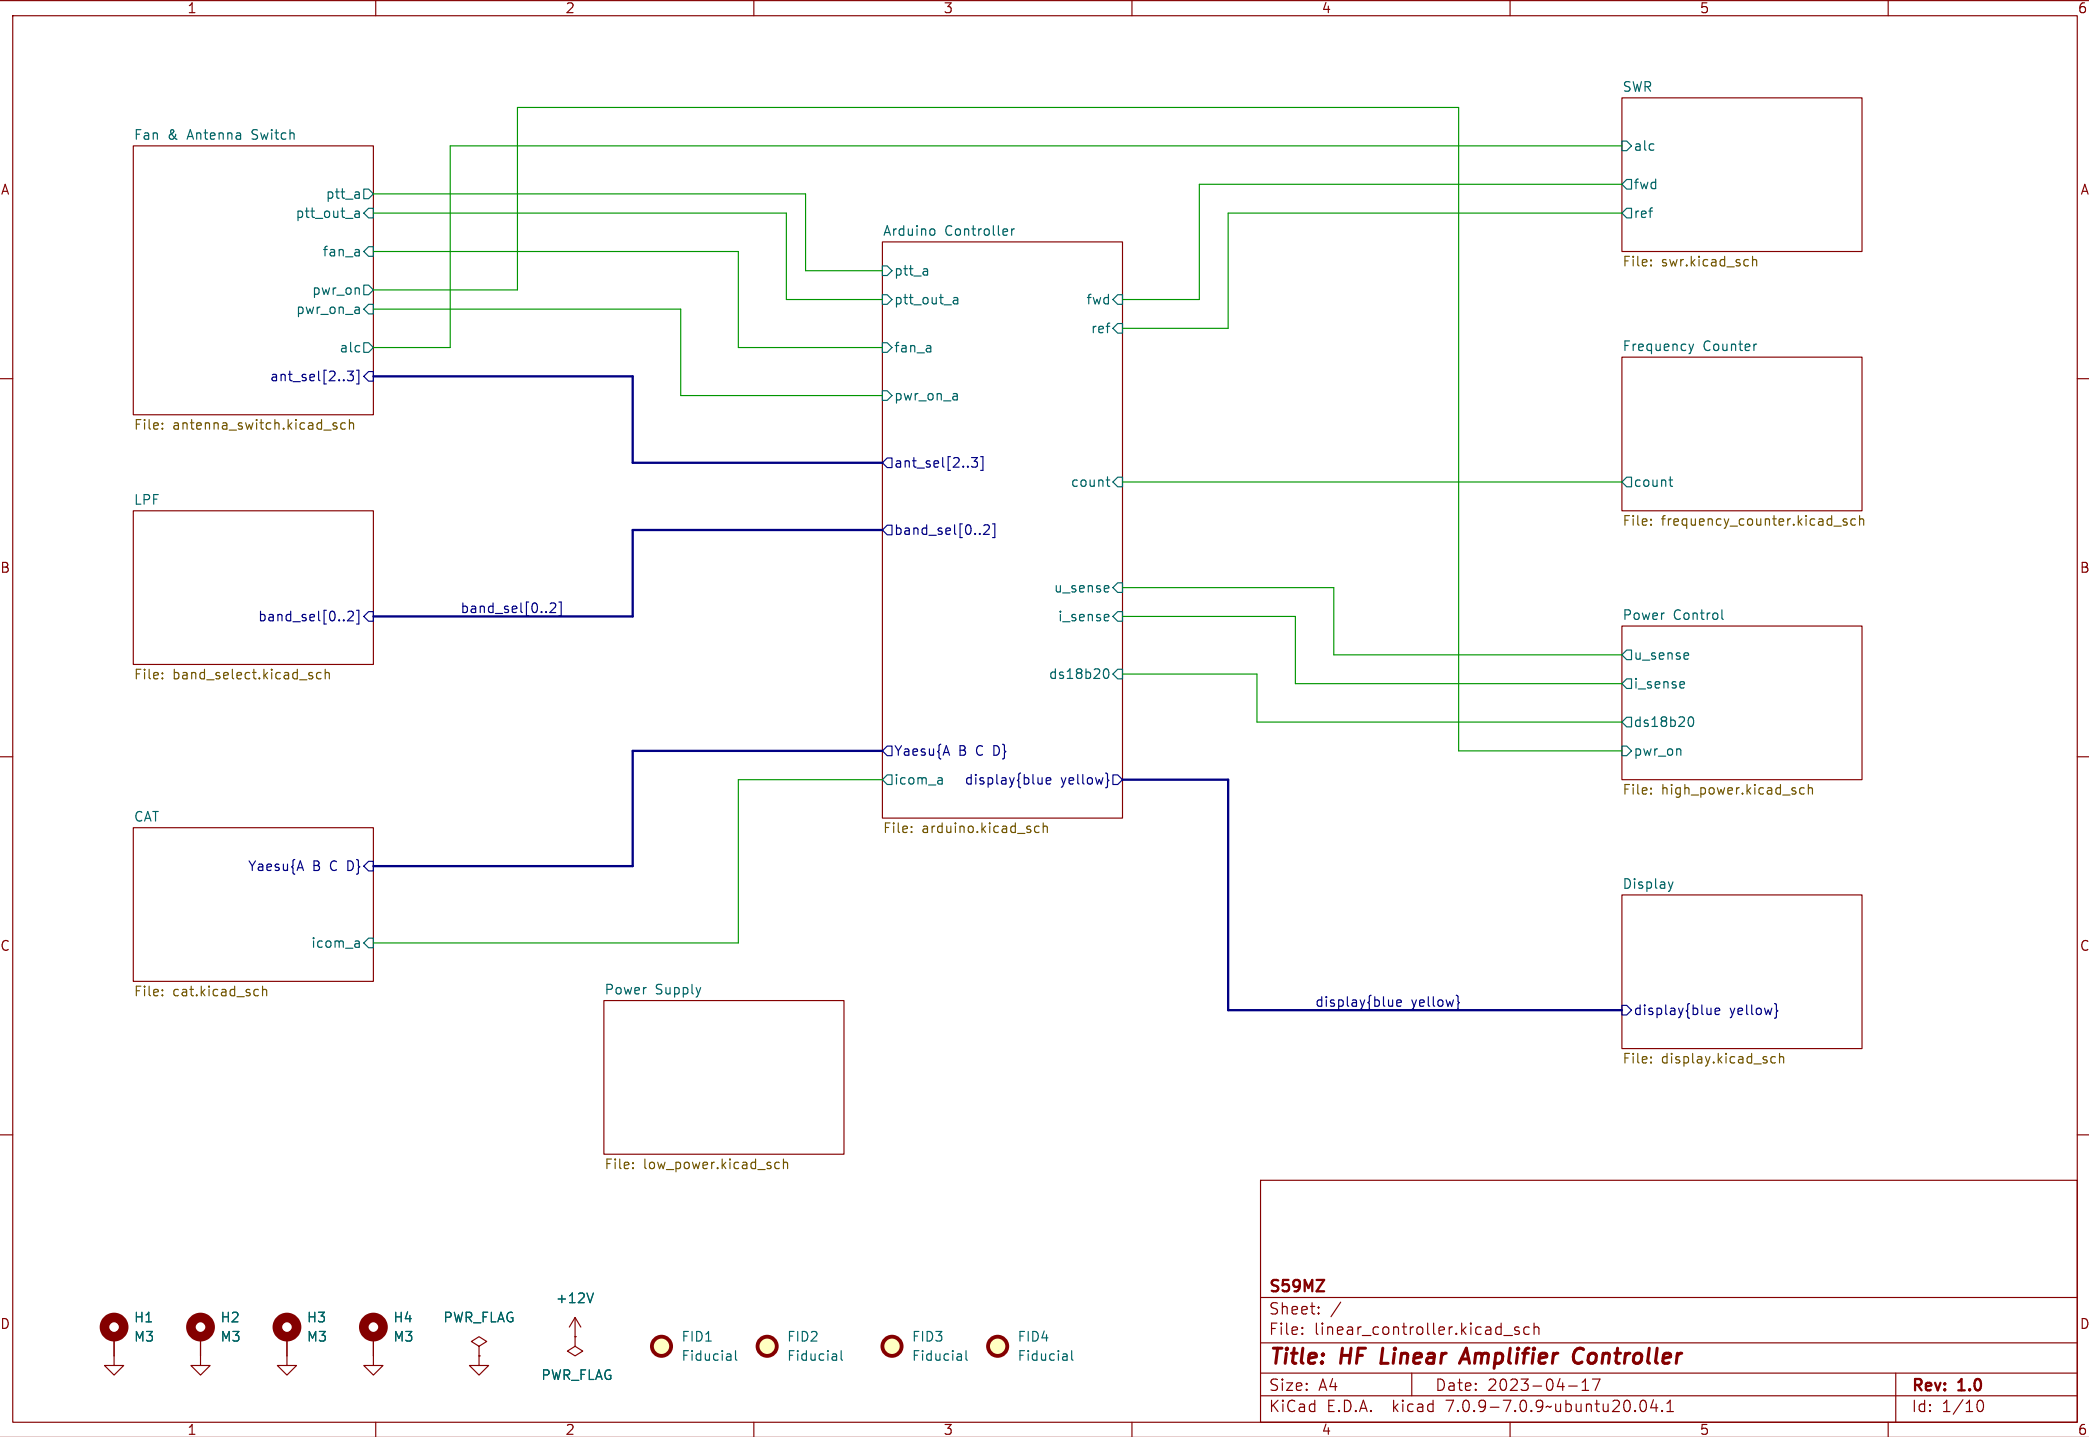 1 2 3 4 5 6
A
B
C
D
A
B
C
D
1 2 3 4 5 6
Fan & Antenna Switch
ptt_a
ptt_out_a
fan_a
pwr_on
pwr_on_a
alc
ant_sel[2..3]
File: antenna_switch.kicad_sch
LPF
band_sel[0..2]
band_sel[0..2]
File: band_select.kicad_sch
CAT
Yaesu{A B C D}
icom_a
File: cat.kicad_sch
Power Supply
File: low_power.kicad_sch
Arduino Controller
ptt_a
ptt_out_a
fwd
ref
fan_a
pwr_on_a
ant_sel[2..3]
count
band_sel[0..2]
u_sense
i_sense
ds18b20
Yaesu{A B C D}
icom_a display{blue yellow}
File: arduino.kicad_sch
SWR
alc
fwd
ref
File: swr.kicad_sch
Frequency Counter
count
File: frequency_counter.kicad_sch
Power Control
u_sense
i_sense
ds18b20
pwr_on
File: high_power.kicad_sch
Display
display{blue yellow}
display{blue yellow}
File: display.kicad_sch
H1
M3
H2
M3
H3
M3
H4
M3
PWR_FLAG
+12V
PWR_FLAG
FID1
Fiducial
FID2
Fiducial
FID3
Fiducial
FID4
Fiducial
S59MZ
Sheet: /
File: linear_controller.kicad_sch
Title: HF Linear Amplifier Controller
Size: A4 Date: 2023-04-17 Rev: 1.0
KiCad E.D.A. kicad 7.0.9-7.0.9~ubuntu20.04.1 Id: 1/10